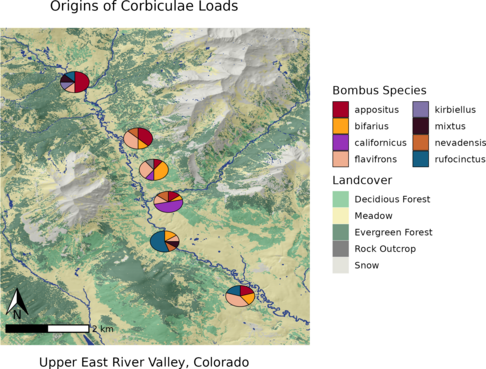 Origins of Corbiculae Loads
Bombus Species
appositus
bifarius
californicus
flavifrons
kirbiellus
mixtus
nevadensis
rufocinctus
Landcover
Decidious Forest
Meadow
Evergreen Forest
Rock Outcrop
Snow
N
2 km
Upper East River Valley, Colorado